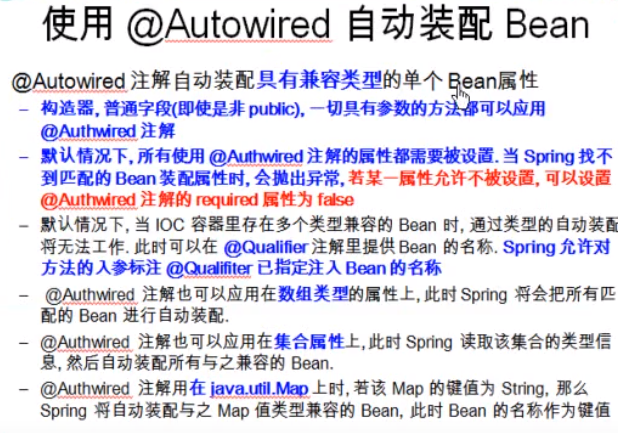 使用 @Autowired 自动装配 Bean
@Autowired 注解自动装配具有兼容类型的单个 Bean属性
– 构造器, 普通字段(即使是非 public), 一切具有参数的方法都可以应用
@Authwired 注解
– 默认情况下, 所有使用 @Authwired 注解的属性都需要被设置. 当 Spring 找不
到匹配的 Bean 装配属性时, 会抛出异常, 若某一属性允许不被设置, 可以设置
@Authwired 注解的 required 属性为 false
– 默认情况下, 当 IOC 容器里存在多个类型兼容的 Bean 时, 通过类型的自动装配
将无法工作. 此时可以在 @Qualifier 注解里提供 Bean 的名称. Spring 允许对
方法的入参标注 @Qualifiter 已指定注入 Bean 的名称
– @Authwired 注解也可以应用在数组类型的属性上, 此时 Spring 将会把所有匹
配的 Bean 进行自动装配.
– @Authwired 注解也可以应用在集合属性上, 此时 Spring 读取该集合的类型信
息, 然后自动装配所有与之兼容的 Bean.
– @Authwired 注解用在 java.util.Map 上时, 若该 Map 的键值为 String, 那么
Spring 将自动装配与之 Map 值类型兼容的 Bean, 此时 Bean 的名称作为键值